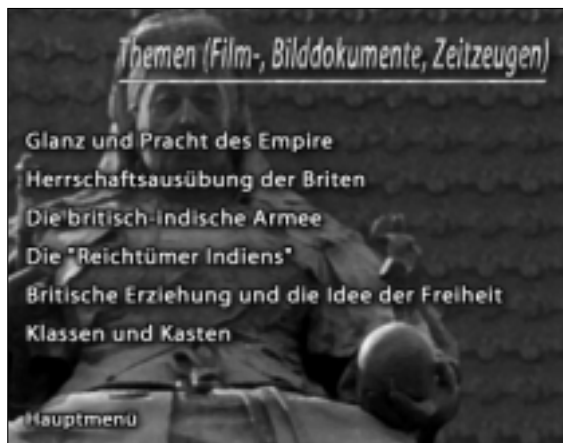 Themen (Film-, Bilddokumente, Zeitzeugen)
Glanz und Pracht des Empire
Herrschaftsausübung der Briten
Die britisch-indische Armee
Die "Reichtümer Indiens"
Britische Erziehung und die Idee der Freiheit
Klassen und Kasten
Hauptmenü